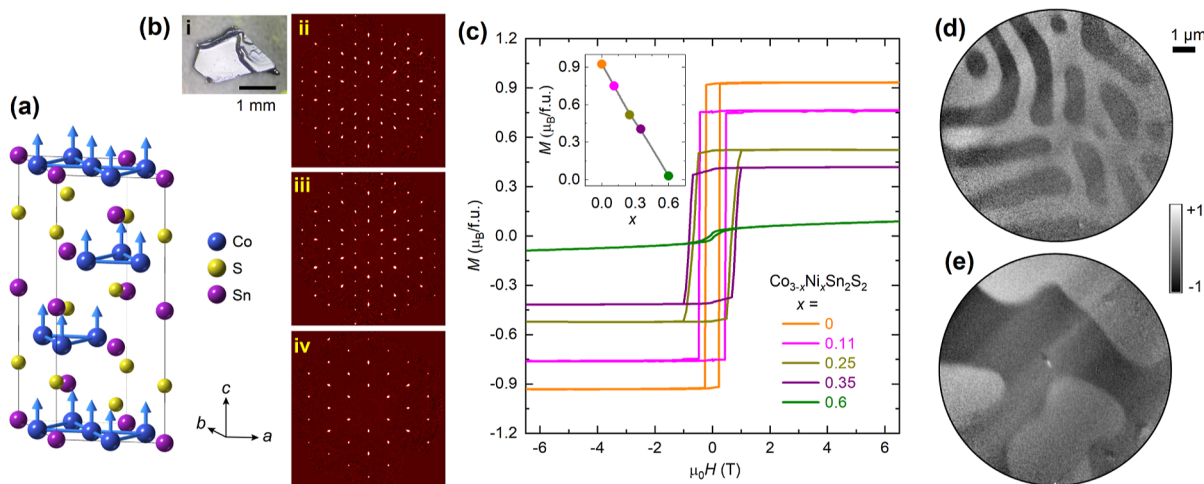 (a)
Co
S
Sn
c
b
a
(b)
i
1 mm
ii
iii
iv
(c)
M (μB/f.u.)
1.2
0.9
0.6
0.3
0.0
-0.3
-0.6
-0.9
-1.2
-6 -4 -2 0 2 4 6
μ0H (T)
M (μB/f.u.)
0.9
0.6
0.3
0.0
0.0 0.3 0.6
x
Co3-xNixSn2S2
x =
0
0.11
0.25
0.35
0.6
(d)
1 μm
+1
-1
(e)